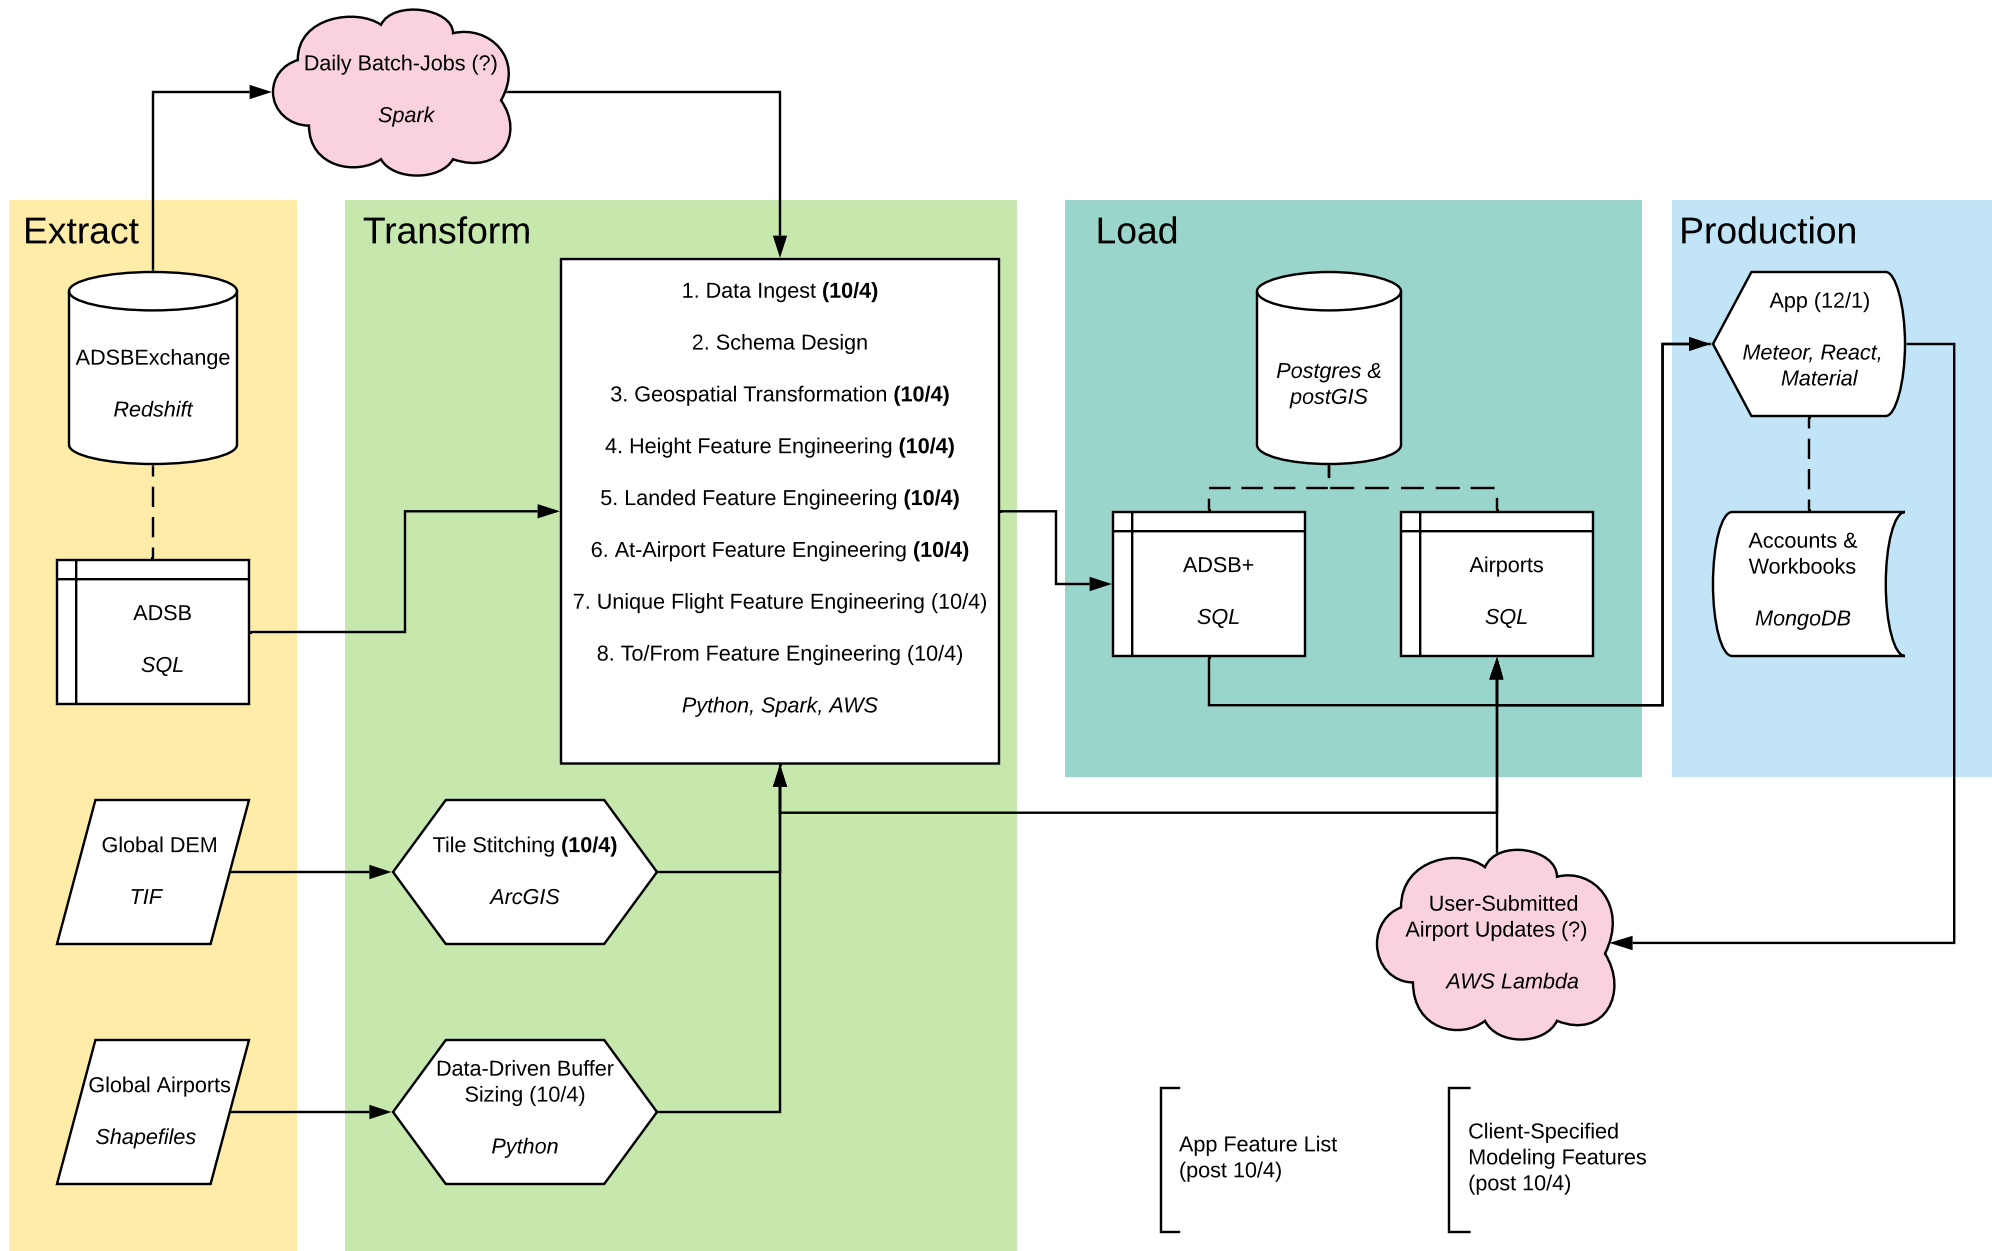 Daily Batch-Jobs (?)
Spark
Extract
ADSBExchange
Redshift
ADSB
SQL
Global DEM
TIF
Global Airports
Shapefiles
Transform
1. Data Ingest (10/4)
2. Schema Design
3. Geospatial Transformation (10/4)
4. Height Feature Engineering (10/4)
5. Landed Feature Engineering (10/4)
6. At-Airport Feature Engineering (10/4)
7. Unique Flight Feature Engineering (10/4)
8. To/From Feature Engineering (10/4)
Python, Spark, AWS
Tile Stitching (10/4)
ArcGIS
Data-Driven Buffer
Sizing (10/4)
Python
Load
Postgres &
postGIS
ADSB+
SQL
Airports
SQL
Production
App (12/1)
Meteor, React,
Material
Accounts &
Workbooks
MongoDB
User-Submitted
Airport Updates (?)
AWS Lambda
App Feature List
(post 10/4)
Client-Specified
Modeling Features
(post 10/4)